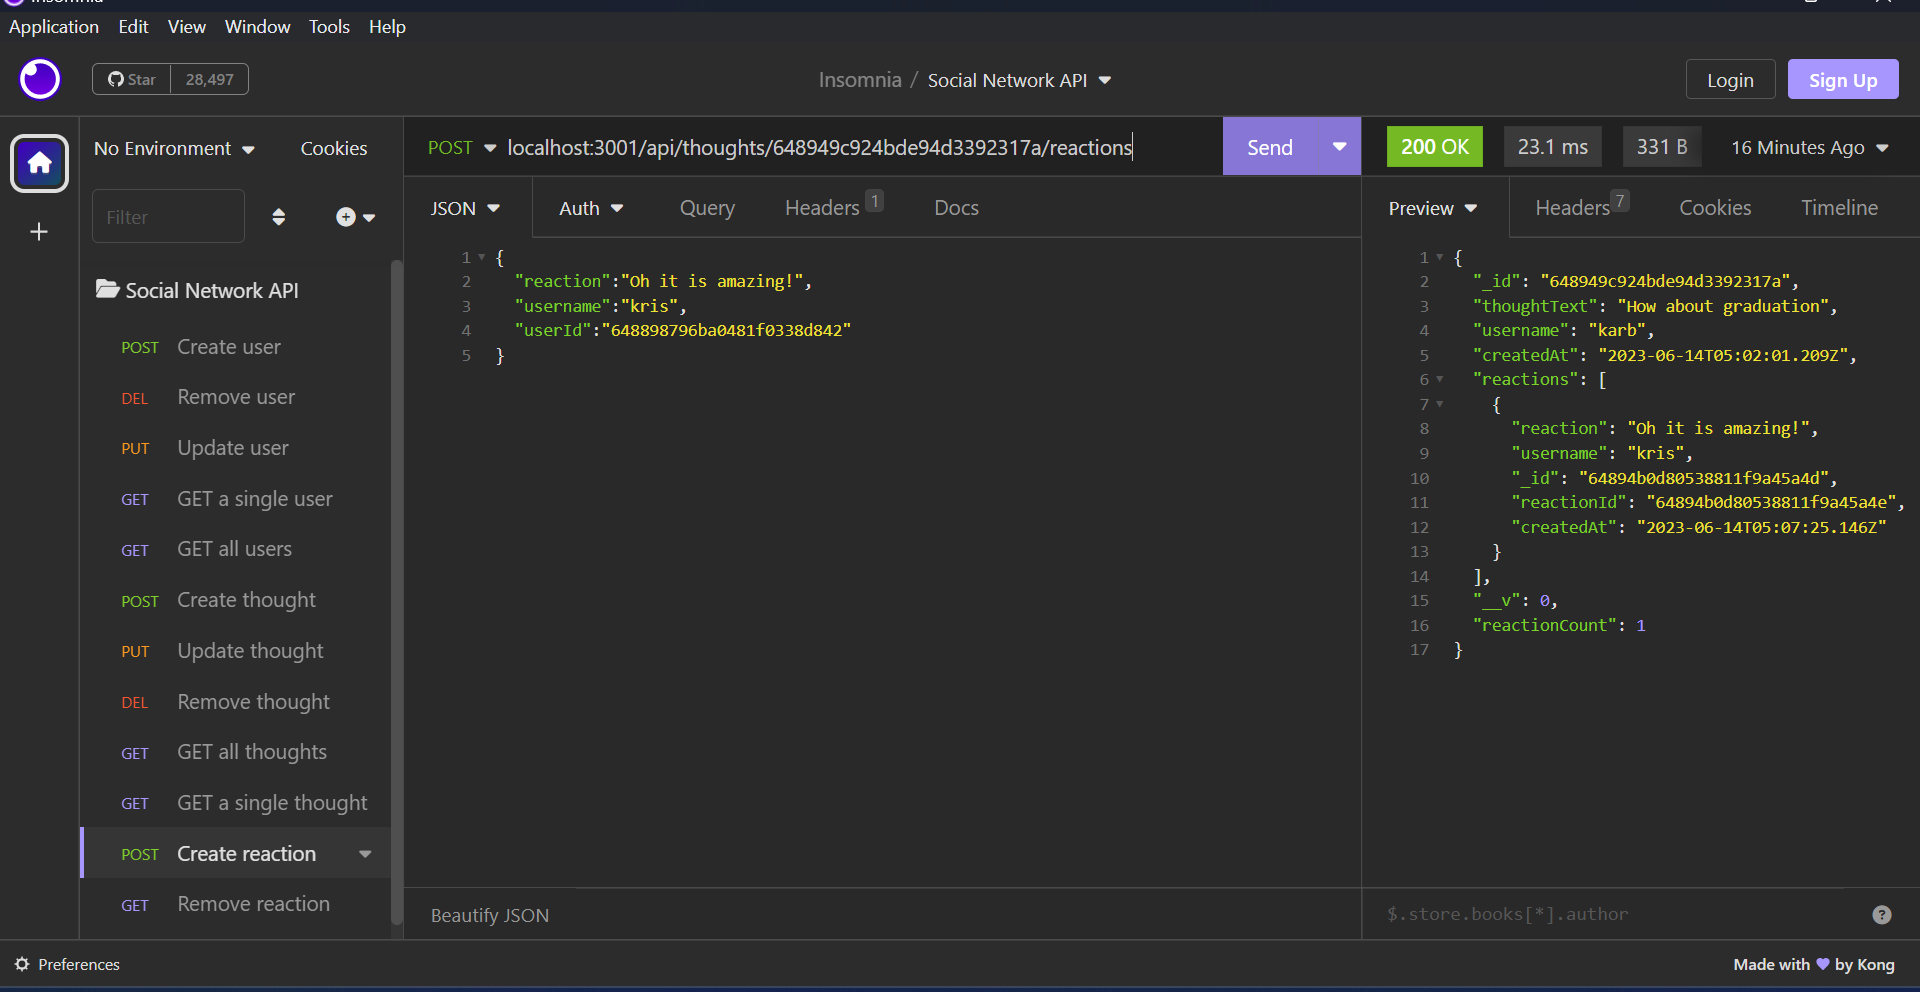 Insomnia
Application Edit View Window Tools Help
Star 28,497
Insomnia / Social Network API
Login Sign Up
No Environment Cookies
POST localhost:3001/api/thoughts/648949c924bde94d3392317a/reactions Send
200 OK 23.1 ms 331 B 16 Minutes Ago
Filter
JSON Auth Query Headers 1 Docs
Preview Headers 7 Cookies Timeline
Social Network API
POST Create user
DEL Remove user
PUT Update user
GET GET a single user
GET GET all users
POST Create thought
PUT Update thought
DEL Remove thought
GET GET all thoughts
GET GET a single thought
POST Create reaction
GET Remove reaction
1 {
2 "reaction":"Oh it is amazing!",
3 "username":"kris",
4 "userId":"648898796ba0481f0338d842"
5 }
Beautify JSON
1 {
2 "_id": "648949c924bde94d3392317a",
3 "thoughtText": "How about graduation",
4 "username": "karb",
5 "createdAt": "2023-06-14T05:02:01.209Z",
6 "reactions": [
7 {
8 "reaction": "Oh it is amazing!",
9 "username": "kris",
10 "_id": "64894b0d80538811f9a45a4d",
11 "reactionId": "64894b0d80538811f9a45a4e",
12 "createdAt": "2023-06-14T05:07:25.146Z"
13 }
14 ],
15 "__v": 0,
16 "reactionCount": 1
17 }
$.store.books[*].author ?
Preferences
Made with 💜 by Kong